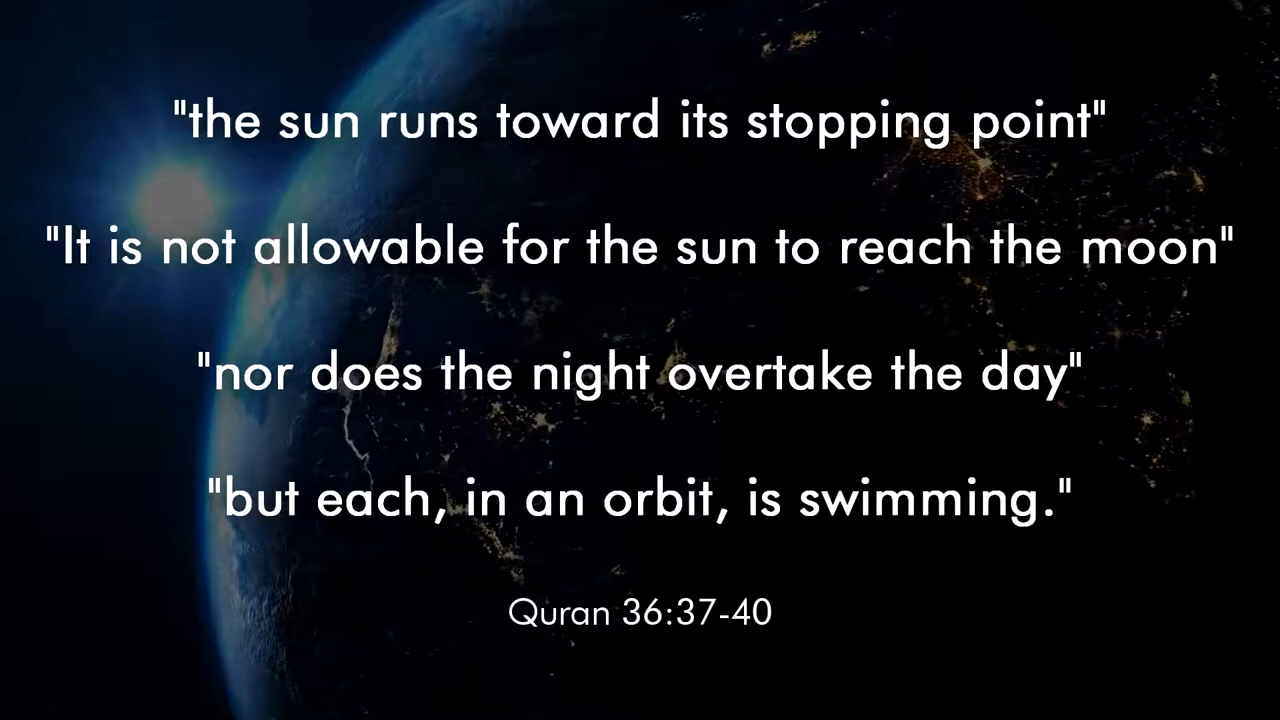 "the sun runs toward its stopping point"
"It is not allowable for the sun to reach the moon"
"nor does the night overtake the day"
"but each, in an orbit, is swimming."
Quran 36:37-40